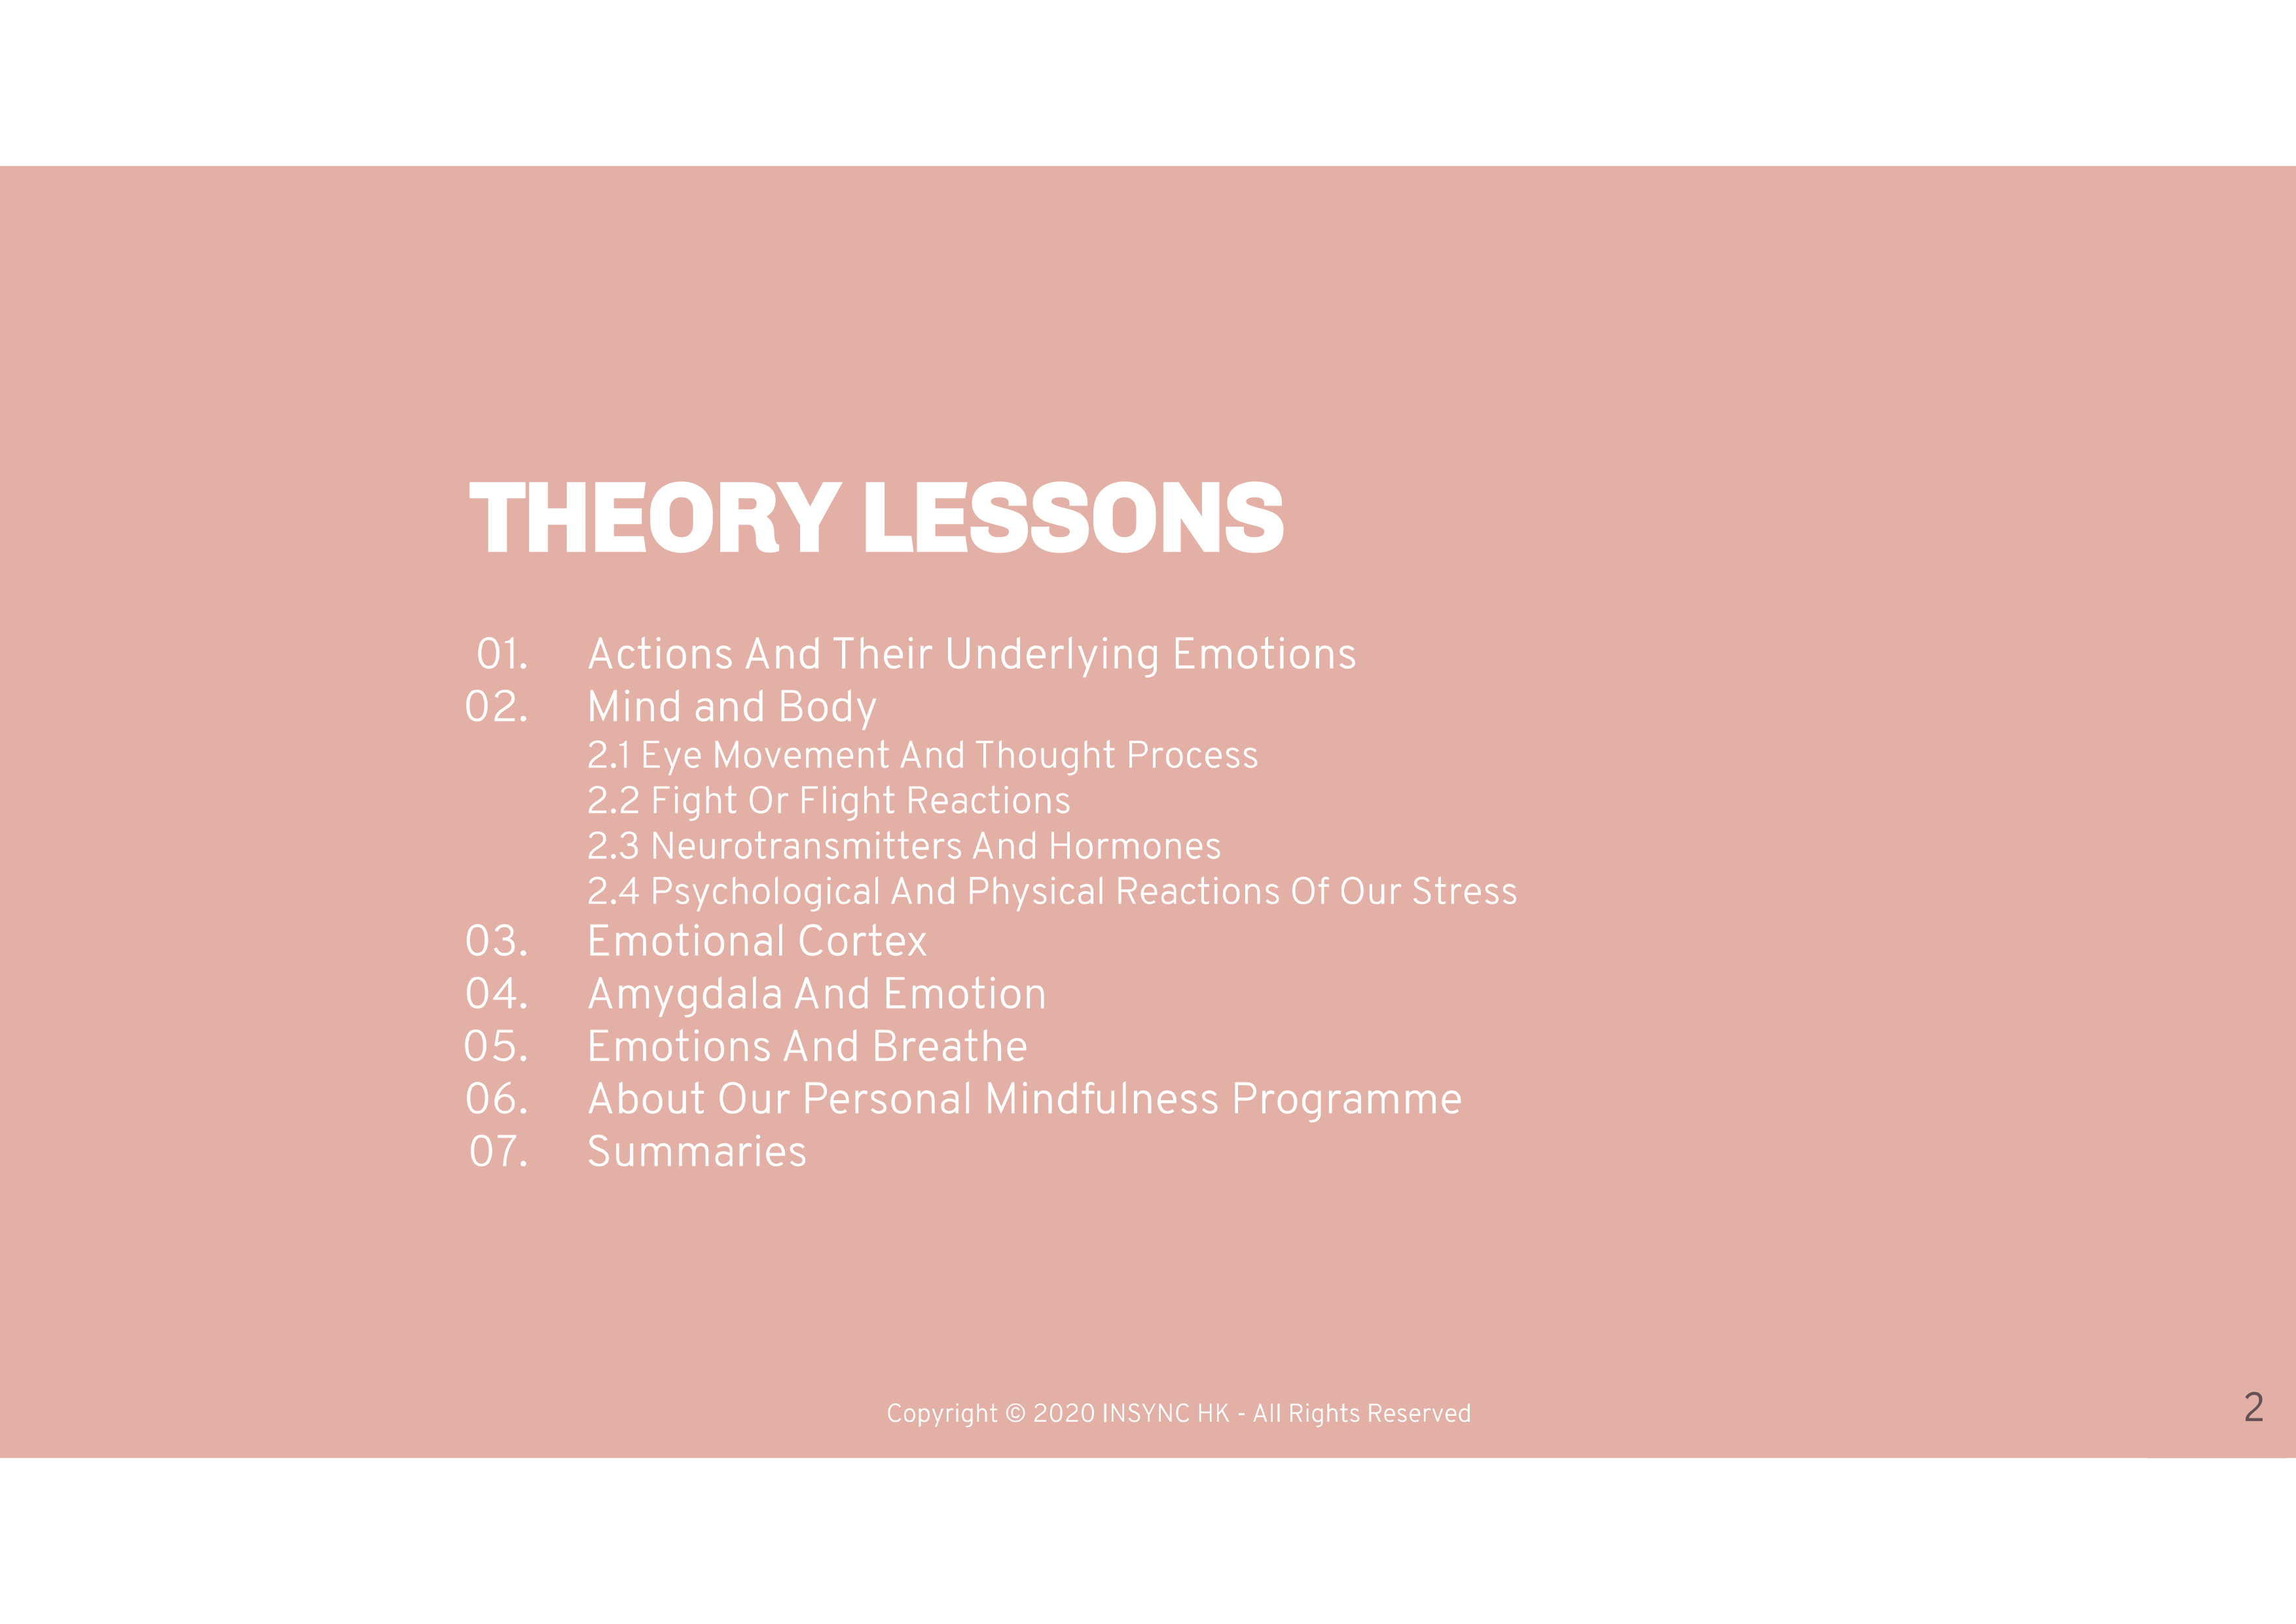 THEORY LESSONS
01. Actions And Their Underlying Emotions
02. Mind and Body
2.1 Eye Movement And Thought Process
2.2 Fight Or Flight Reactions
2.3 Neurotransmitters And Hormones
2.4 Psychological And Physical Reactions Of Our Stress
03. Emotional Cortex
04. Amygdala And Emotion
05. Emotions And Breathe
06. About Our Personal Mindfulness Programme
07. Summaries
Copyright © 2020 INSYNC HK - All Rights Reserved
2